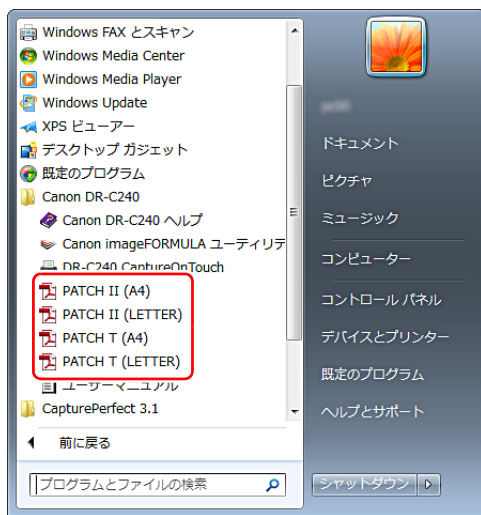 Windows FAX とスキャン
Windows Media Center
Windows Media Player
Windows Update
XPS ビューアー
デスクトップ ガジェット
既定のプログラム
Canon DR-C240
Canon DR-C240 ヘルプ
Canon imageFORMULA ユーティリテ
DR-C240 CaptureOnTouch
PATCH II (A4)
PATCH II (LETTER)
PATCH T (A4)
PATCH T (LETTER)
ユーザーマニュアル
CapturePerfect 3.1
前に戻る
プログラムとファイルの検索
ドキュメント
ピクチャ
ミュージック
コンピューター
コントロール パネル
デバイスとプリンター
既定のプログラム
ヘルプとサポート
シャットダウン